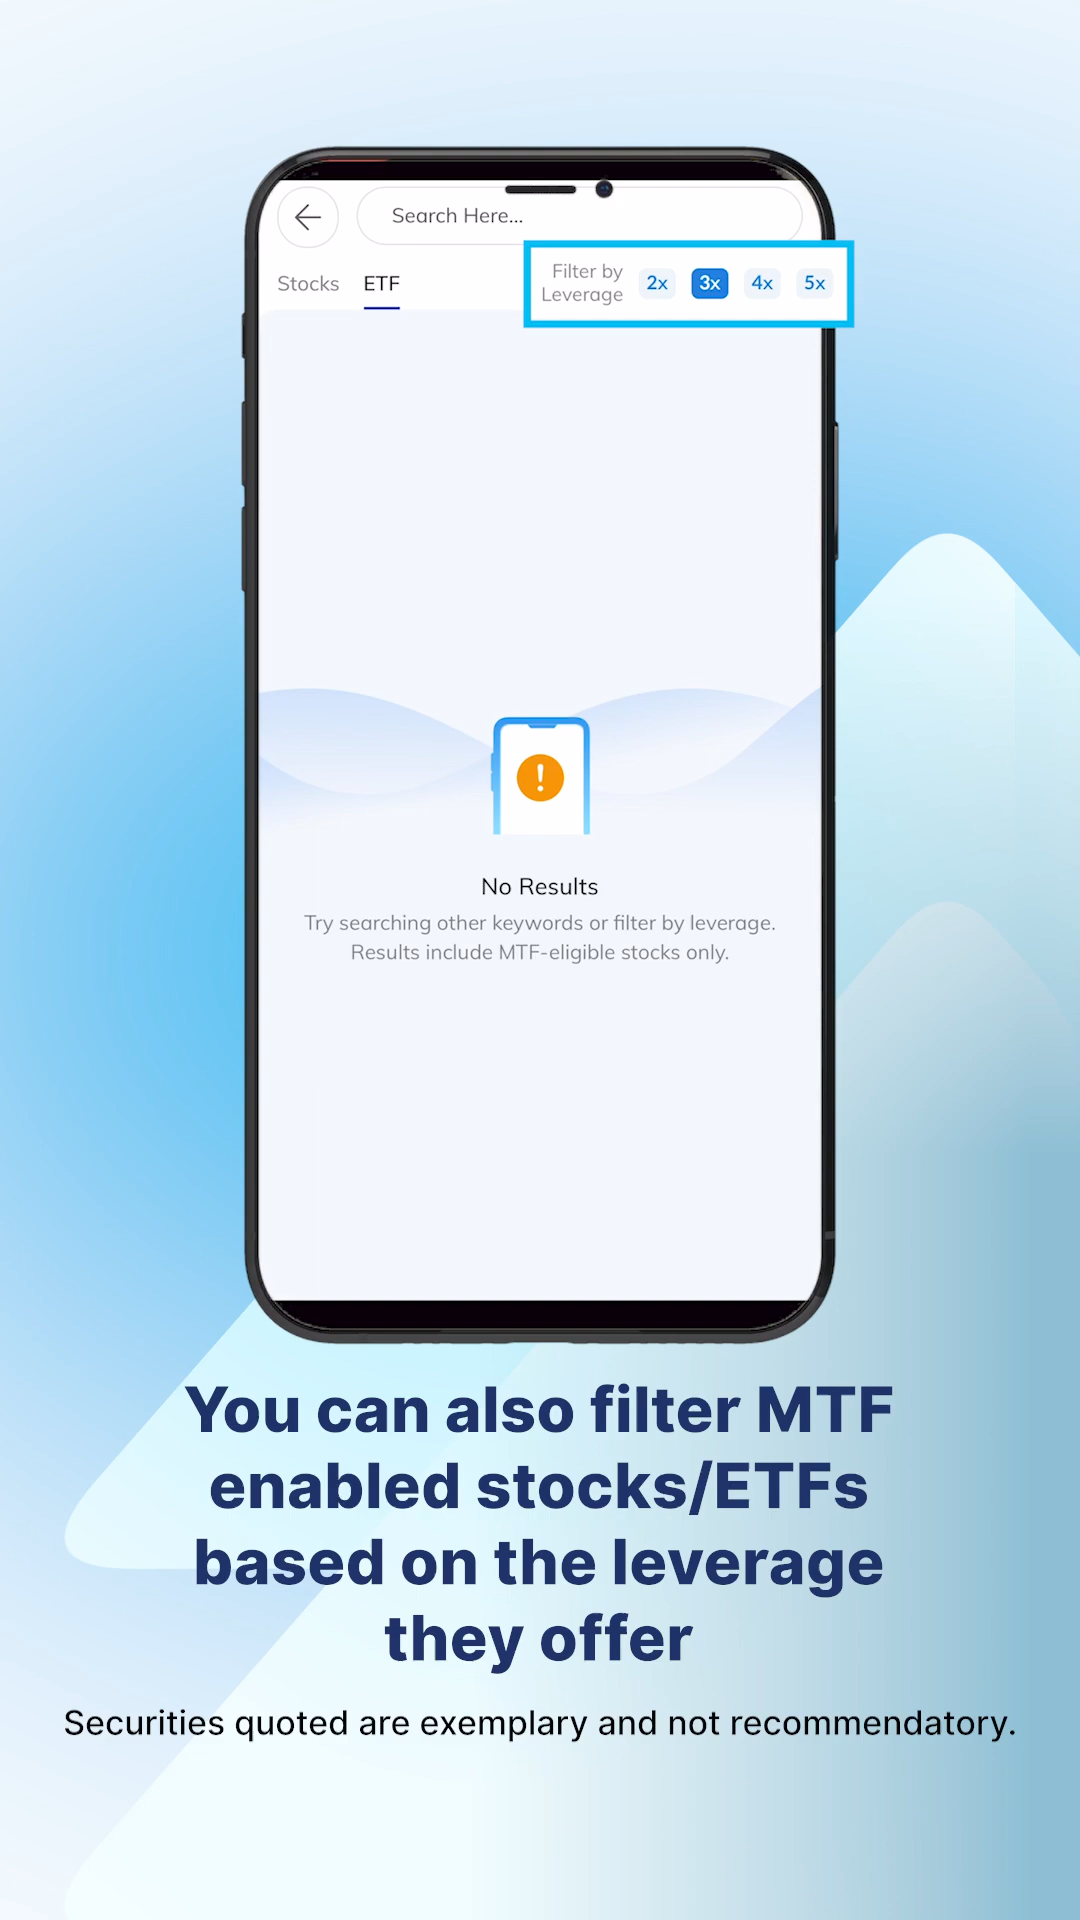 Search Here...
Stocks
ETF
Filter by
Leverage
2x
3x
4x
5x
No Results
Try searching other keywords or filter by leverage.
Results include MTF-eligible stocks only.
You can also filter MTF
enabled stocks/ETFs
based on the leverage
they offer
Securities quoted are exemplary and not recommendatory.